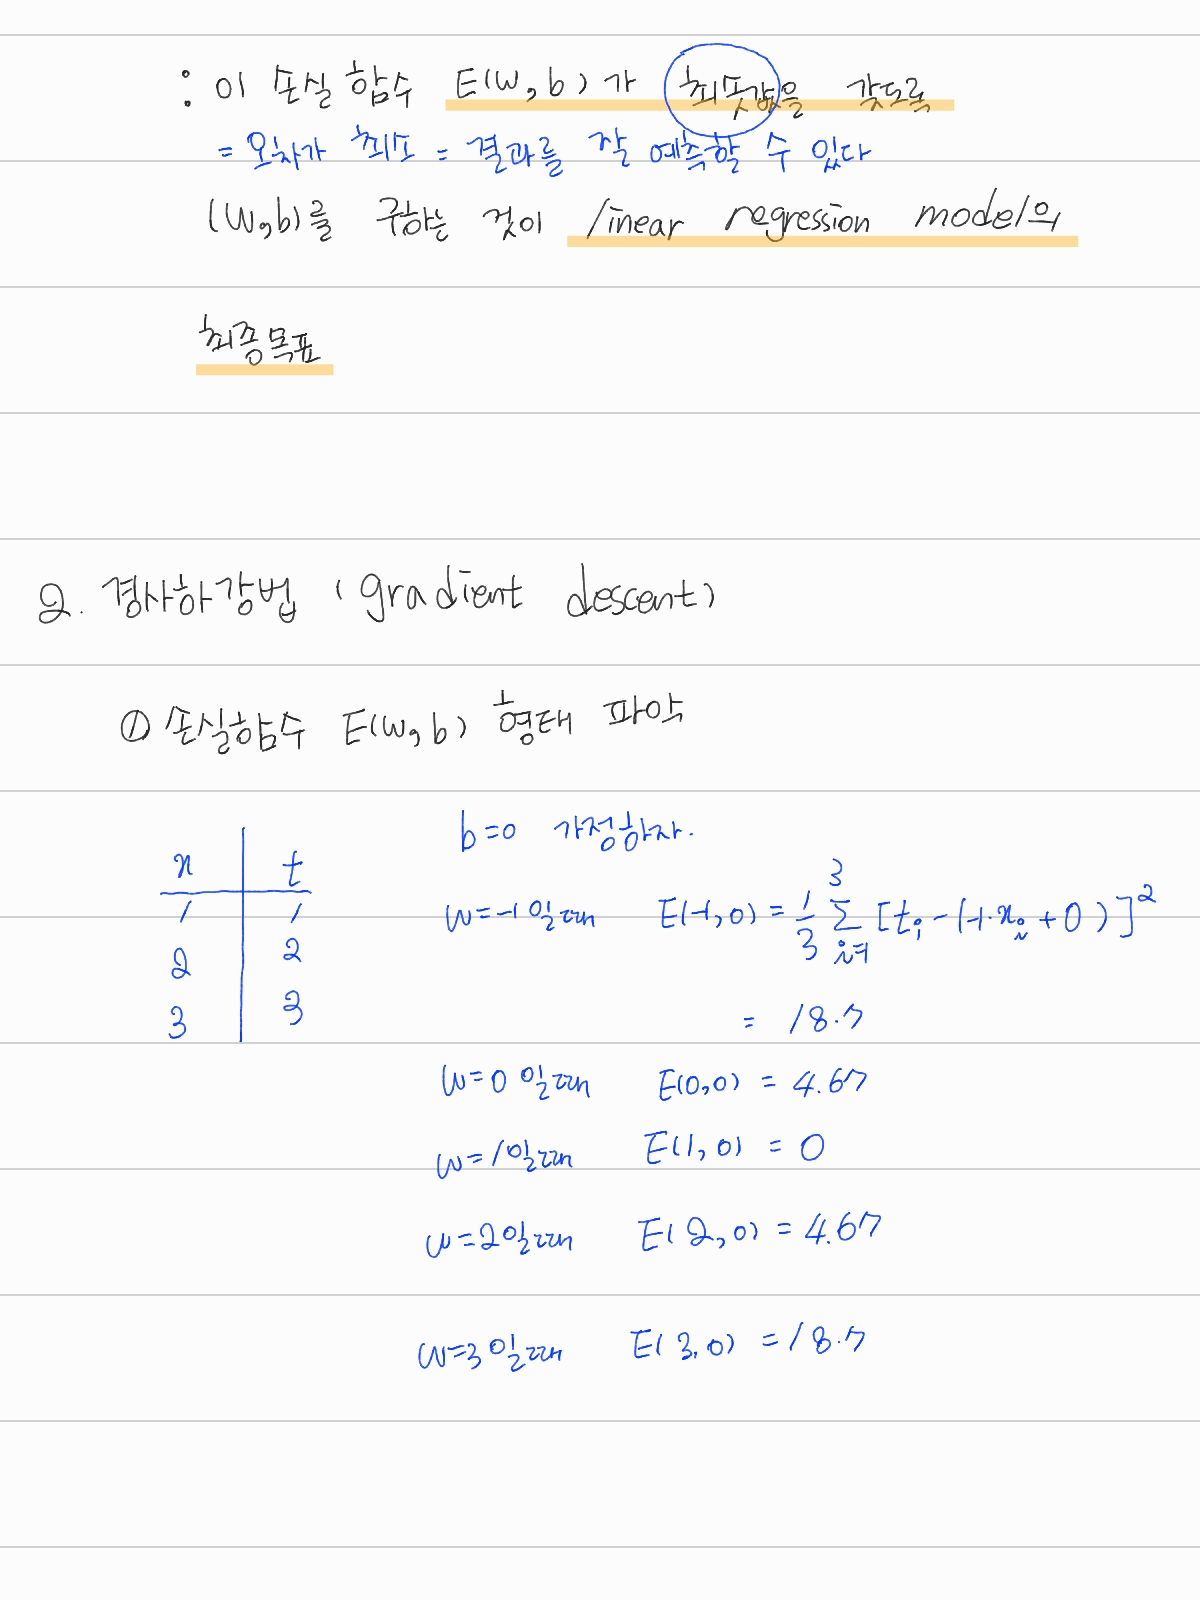 : 이 손실 함수 E(W, b) 가 최솟값을 갖도록
= 오차가 최소 = 결과를 잘 예측할 수 있다
(W, b)를 구하는 것이 linear regression model의
최종목표
2. 경사하강법 (gradient descent)
① 손실함수 E(W, b) 형태 파악
b=0 가정하자.
x t
1 1
2 2
3 3
W=-1 일때 E(-1, 0) = 1/3 3 Σ i=1 [ti - (-1·xi + 0)]²
= 18.7
W=0 일때 E(0,0) = 4.67
W=1일때 E(1, 0) = 0
W=2일때 E(2, 0) = 4.67
W=3일때 E(3, 0) = 18.7